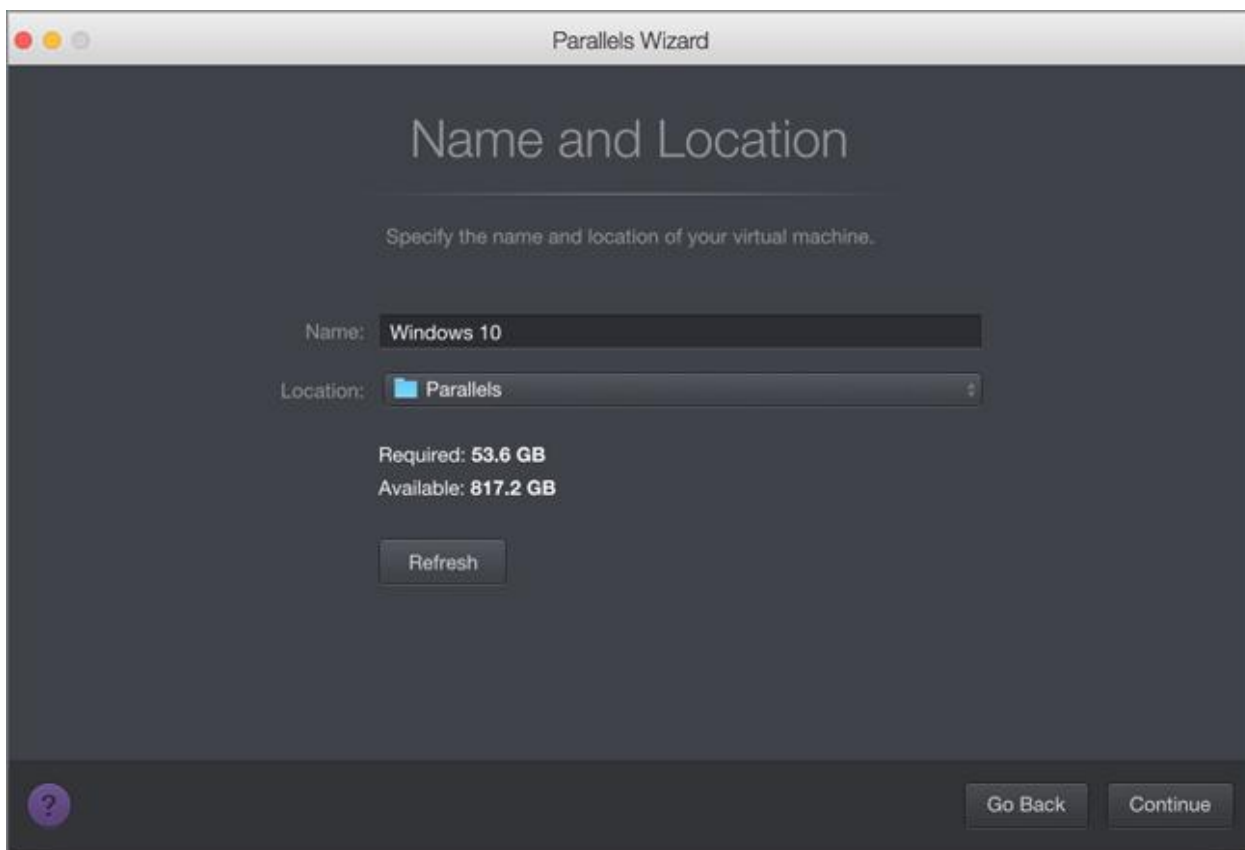 Parallels Wizard
Name and Location
Specify the name and location of your virtual machine.
Name: Windows 10
Location: Parallels
Required: 53.6 GB
Available: 817.2 GB
Refresh
? Go Back Continue